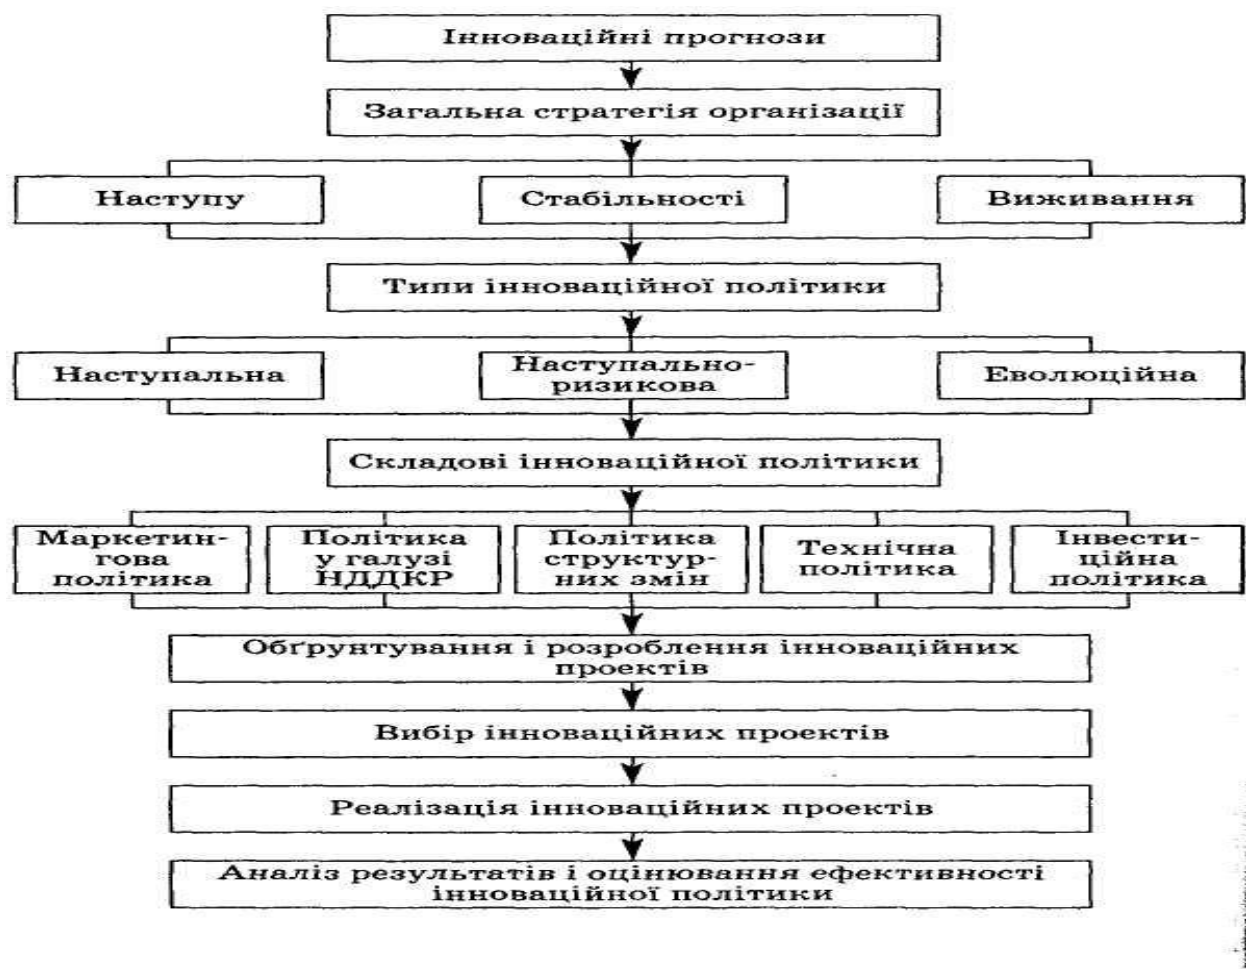 Інноваційні прогнози
Загальна стратегія організації
Наступу
Стабільності
Виживання
Типи інноваційної політики
Наступальна
Наступально-
ризикова
Еволюційна
Складові інноваційної політики
Маркетин-
гова
політика
Політика
у галузі
НДДКР
Політика
структур-
них змін
Технічна
політика
Інвести-
ційна
політика
Обґрунтування і розроблення інноваційних
проектів
Вибір інноваційних проектів
Реалізація інноваційних проектів
Аналіз результатів і оцінювання ефективності
інноваційної політики